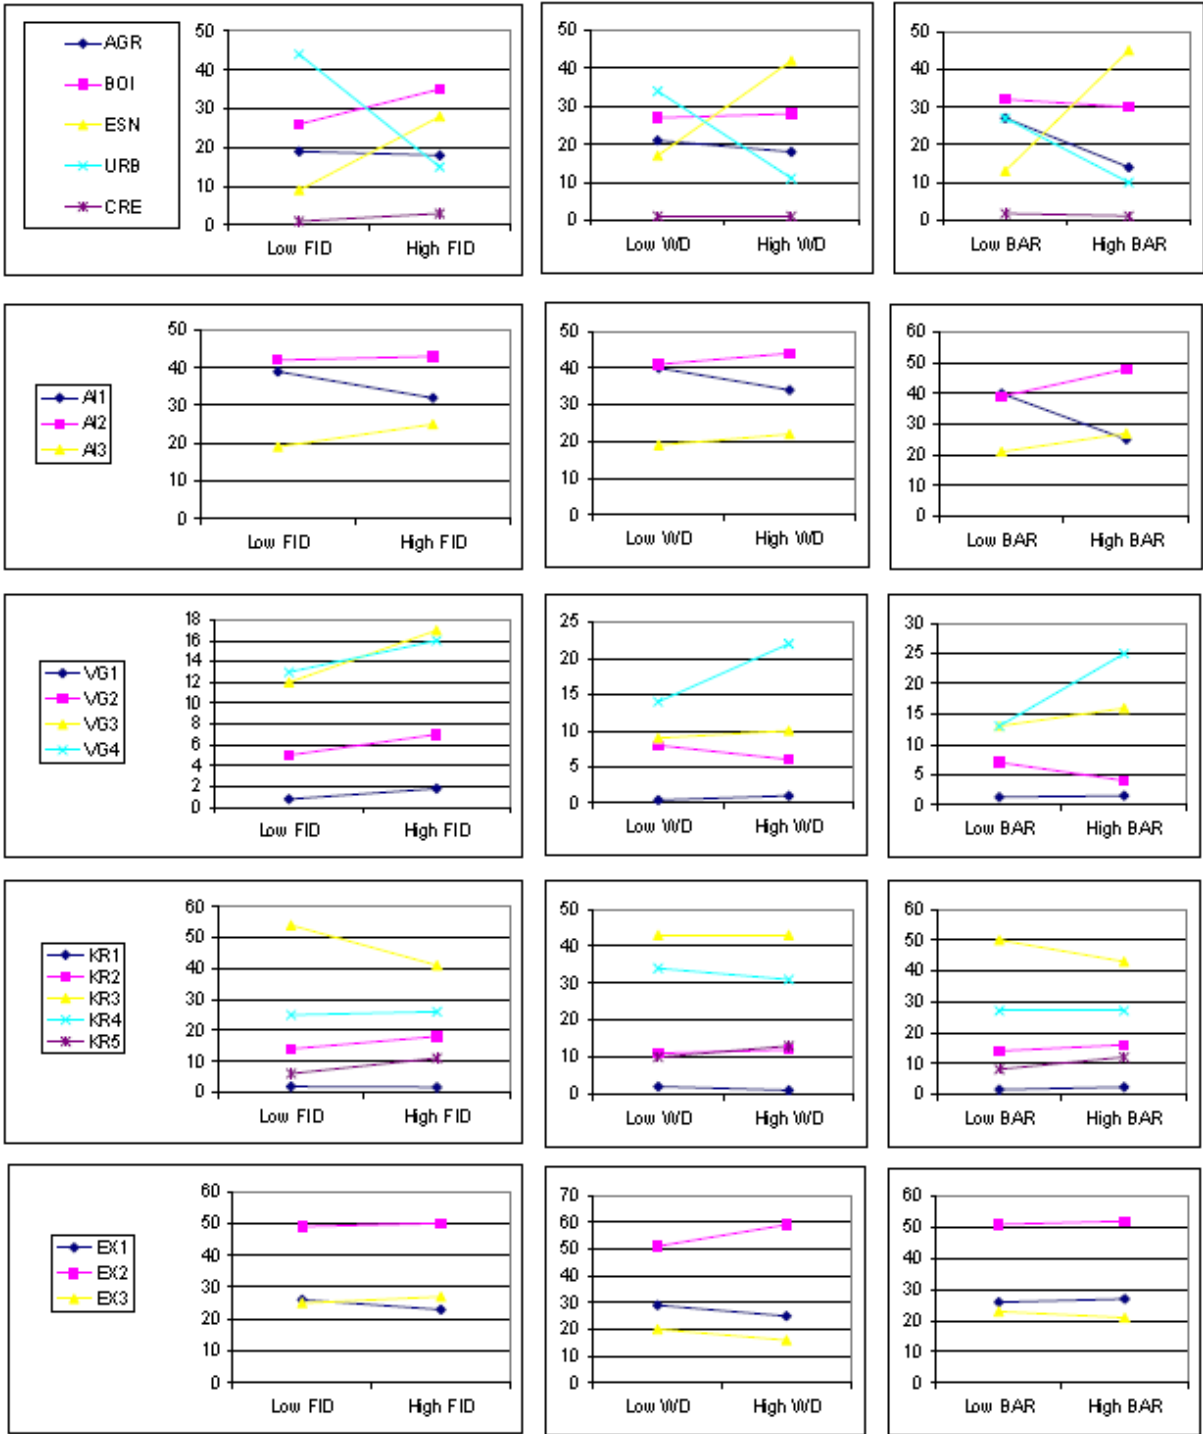 AGR
BOI
ESN
URB
CRE
50
40
30
20
10
0
Low FID
High FID
50
40
30
20
10
0
Low WD
High WD
50
40
30
20
10
0
Low BAR
High BAR
AI1
AI2
AI3
50
40
30
20
10
0
Low FID
High FID
50
40
30
20
10
0
Low WD
High WD
60
50
40
30
20
10
0
Low BAR
High BAR
VG1
VG2
VG3
VG4
18
16
14
12
10
8
6
4
2
0
Low FID
High FID
25
20
15
10
5
0
Low WD
High WD
30
25
20
15
10
5
0
Low BAR
High BAR
KR1
KR2
KR3
KR4
KR5
60
50
40
30
20
10
0
Low FID
High FID
50
40
30
20
10
0
Low WD
High WD
60
50
40
30
20
10
0
Low BAR
High BAR
EX1
EX2
EX3
60
50
40
30
20
10
0
Low FID
High FID
70
60
50
40
30
20
10
0
Low WD
High WD
60
50
40
30
20
10
0
Low BAR
High BAR